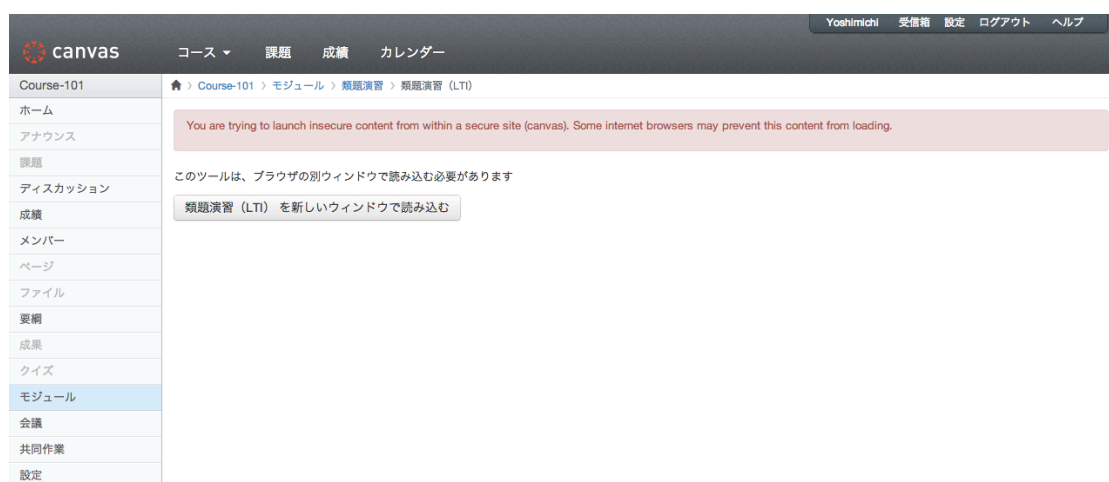 Yoshimichi 受信箱 設定 ログアウト ヘルプ
canvas コース 課題 成績 カレンダー
Course-101
Course-101 〉 モジュール 〉 類題演習 〉 類題演習（LTI）
ホーム
アナウンス
課題
ディスカッション
成績
メンバー
ページ
ファイル
要綱
成果
クイズ
モジュール
会議
共同作業
設定
You are trying to launch insecure content from within a secure site (canvas). Some internet browsers may prevent this content from loading.
このツールは、ブラウザの別ウィンドウで読み込む必要があります
類題演習（LTI） を新しいウィンドウで読み込む